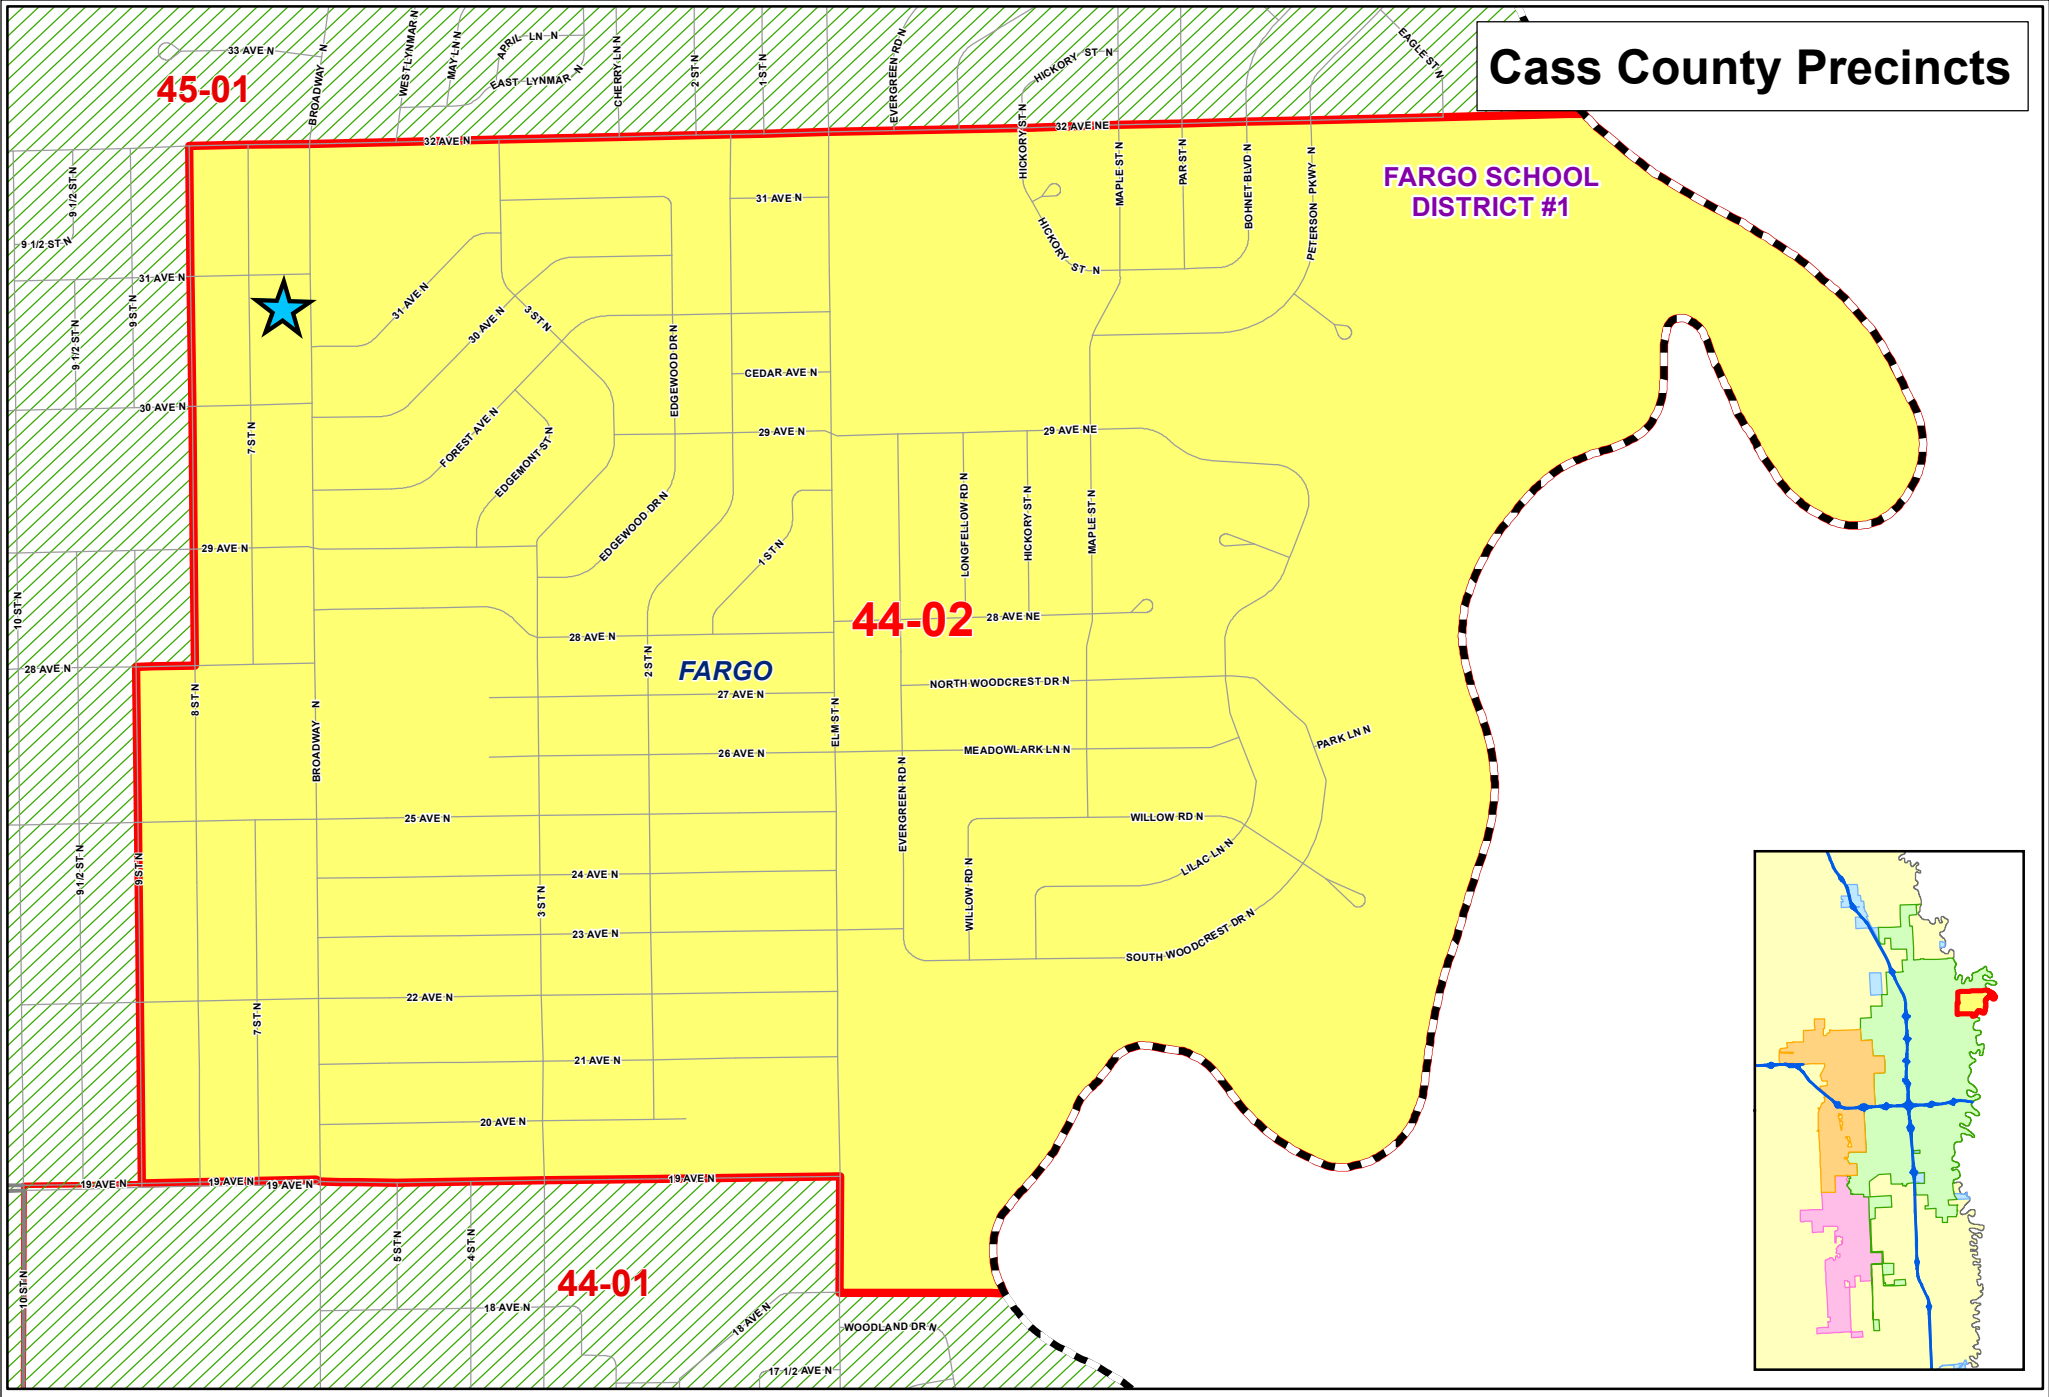 Cass County Precincts
33 AVE N
BROADWAY N
WEST LYNMAR N
MAY LN N
APRIL LN N
EAST LYNMAR N
CHERRY LN N
2 ST N
1 ST N
EVERGREEN RD N
HICKORY ST N
EAGLE ST N
45-01
32 AVE N
32 AVE NE
HICKORY ST N
MAPLE ST N
PAR ST N
BOHNET BLVD N
PETERSON PKWY N
FARGO SCHOOL
DISTRICT #1
9 1/2 ST N
9 1/2 ST N
31 AVE N
HICKORY ST N
31 AVE N
9 ST N
9 1/2 ST N
31 AVE N
30 AVE N
3 ST N
EDGEWOOD DR N
CEDAR AVE N
30 AVE N
7 ST N
FOREST AVE N
EDGEMONT ST N
29 AVE N
29 AVE NE
EDGEWOOD DR N
1 ST N
LONGFELLOW RD N
HICKORY ST N
MAPLE ST N
29 AVE N
10 ST N
44-02
28 AVE NE
28 AVE N
28 AVE N
2 ST N
FARGO
8 ST N
27 AVE N
NORTH WOODCREST DR N
BROADWAY N
ELM ST N
26 AVE N
MEADOWLARK LN N
PARK LN N
EVERGREEN RD N
25 AVE N
WILLOW RD N
9 1/2 ST N
9 ST N
24 AVE N
3 ST N
WILLOW RD N
LILAC LN N
23 AVE N
SOUTH WOODCREST DR N
22 AVE N
7 ST N
21 AVE N
20 AVE N
19 AVE N
19 AVE N
19 AVE N
19 AVE N
5 ST N
4 ST N
10 ST N
44-01
18 AVE N
18 AVE N
WOODLAND DR N
17 1/2 AVE N